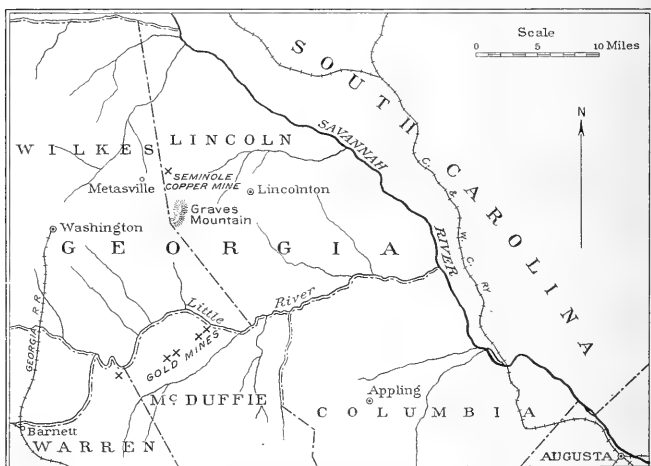 Scale
0 5 10 Miles
N
SOUTH CAROLINA
C. & W. C. RY
SAVANNAH RIVER
WILKES
LINCOLN
SEMINOLE
COPPER MINE
Metasville
Lincolnton
Graves
Mountain
Washington
GEORGIA
GEORGIA R.R.
Little River
GOLD MINES
McDUFFIE
Appling
COLUMBIA
Barnett
WARREN
AUGUSTA